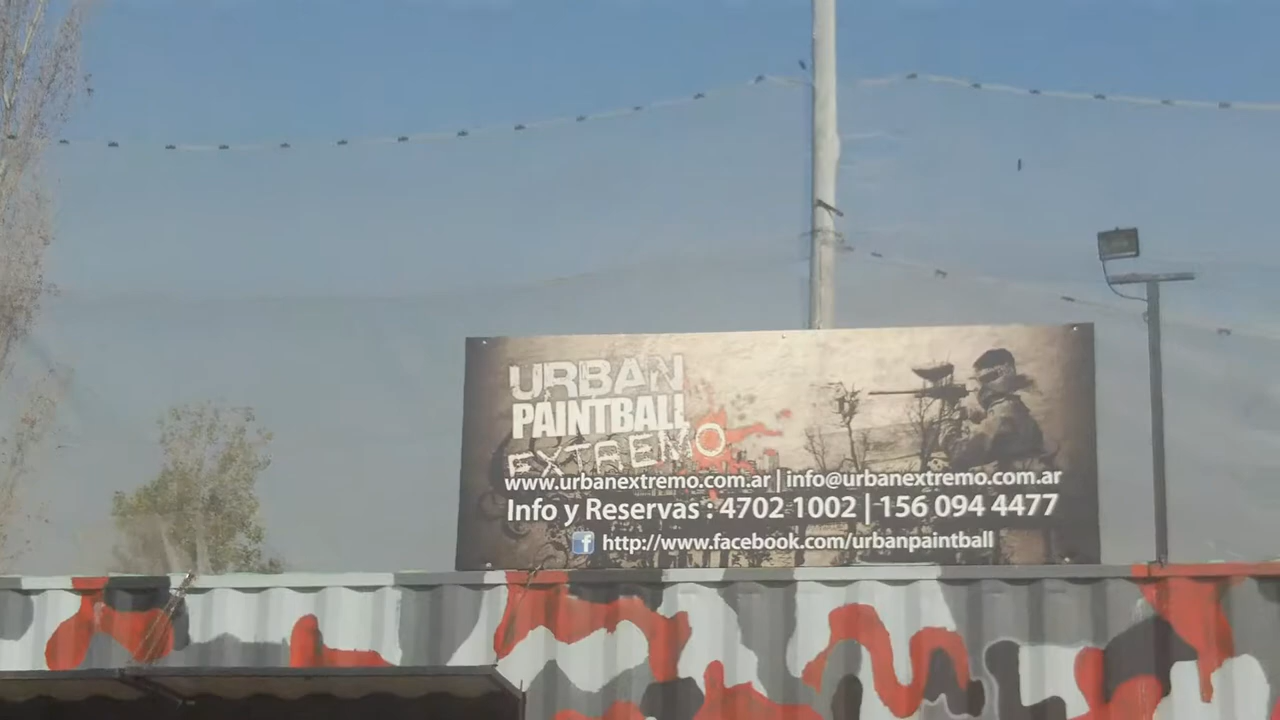 URBAN
PAINTBALL
EXTREMO
www.urbanextremo.com.ar | info@urbanextremo.com.ar
Info y Reservas : 4702 1002 | 156 094 4477
f http://www.facebook.com/urbanpaintball